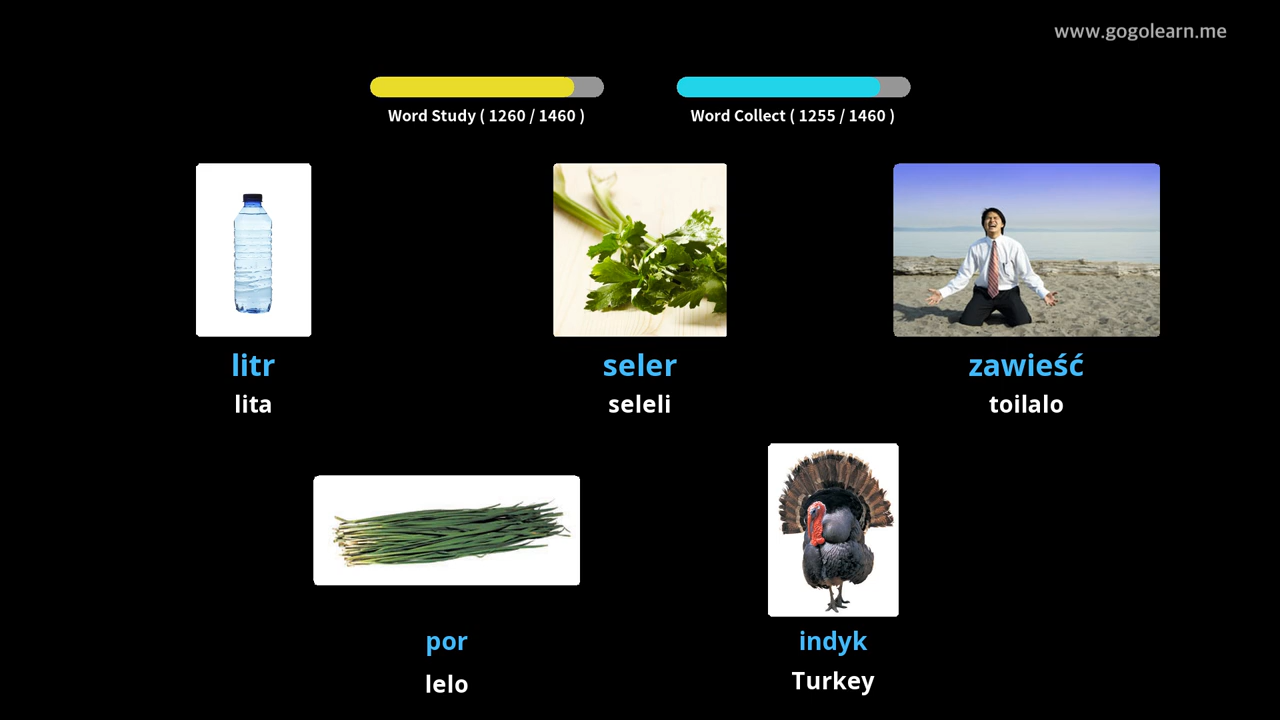 www.gogolearn.me
Word Study ( 1260 / 1460 )
Word Collect ( 1255 / 1460 )
litr
lita
seler
seleli
zawieść
toilalo
por
lelo
indyk
Turkey